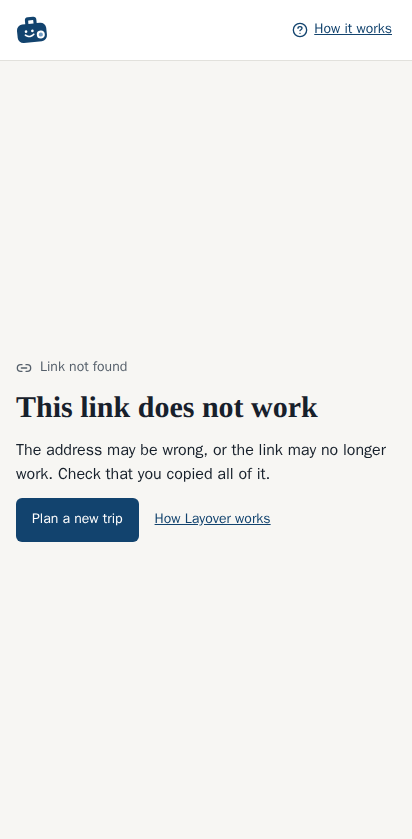 How it works
Link not found
This link does not work
The address may be wrong, or the link may no longer
work. Check that you copied all of it.
Plan a new trip
How Layover works